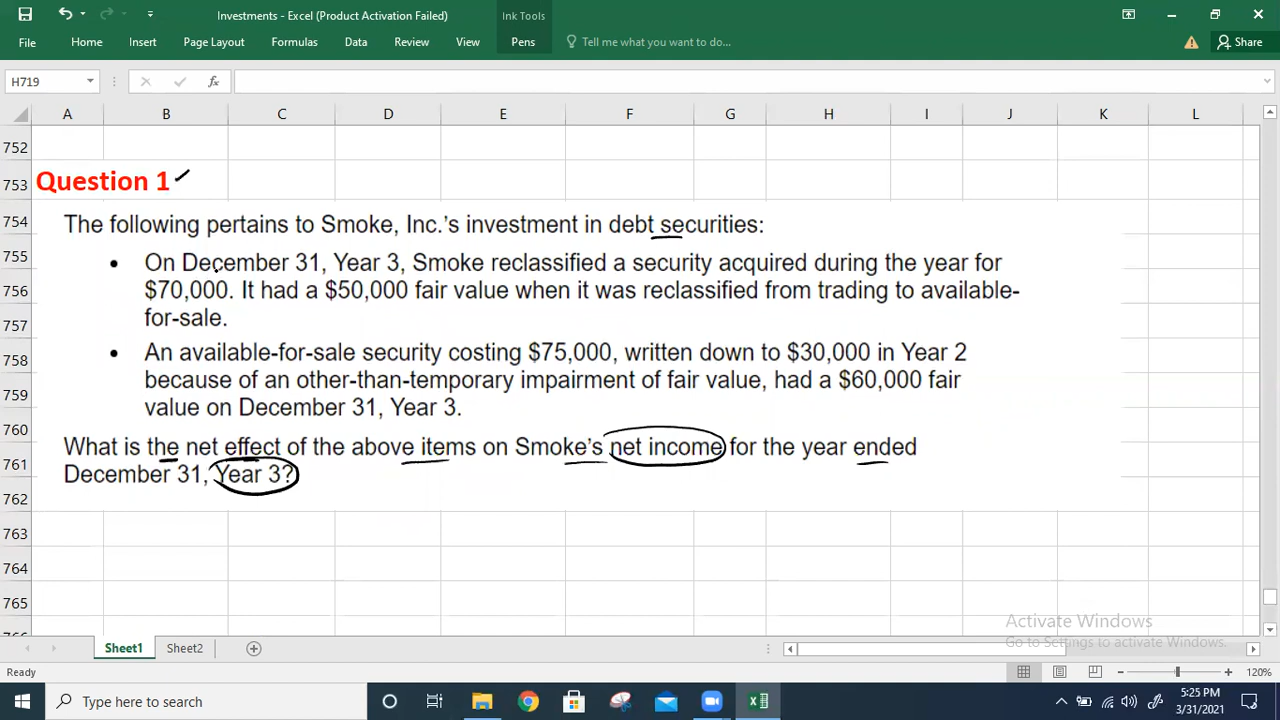 Investments - Excel (Product Activation Failed)
Ink Tools
File
Home
Insert
Page Layout
Formulas
Data
Review
View
Pens
Tell me what you want to do...
Share
H719
fx
A B C D E F G H I J K L
752
753
Question 1
754
The following pertains to Smoke, Inc.'s investment in debt securities:
755
• On December 31, Year 3, Smoke reclassified a security acquired during the year for
756
$70,000. It had a $50,000 fair value when it was reclassified from trading to available-
757
for-sale.
758
• An available-for-sale security costing $75,000, written down to $30,000 in Year 2
759
because of an other-than-temporary impairment of fair value, had a $60,000 fair
value on December 31, Year 3.
760
What is the net effect of the above items on Smoke's net income for the year ended
761
December 31, Year 3?
762
763
764
765
766
Activate Windows
Go to Settings to activate Windows.
Sheet1
Sheet2
Ready
120%
Type here to search
5:25 PM
3/31/2021